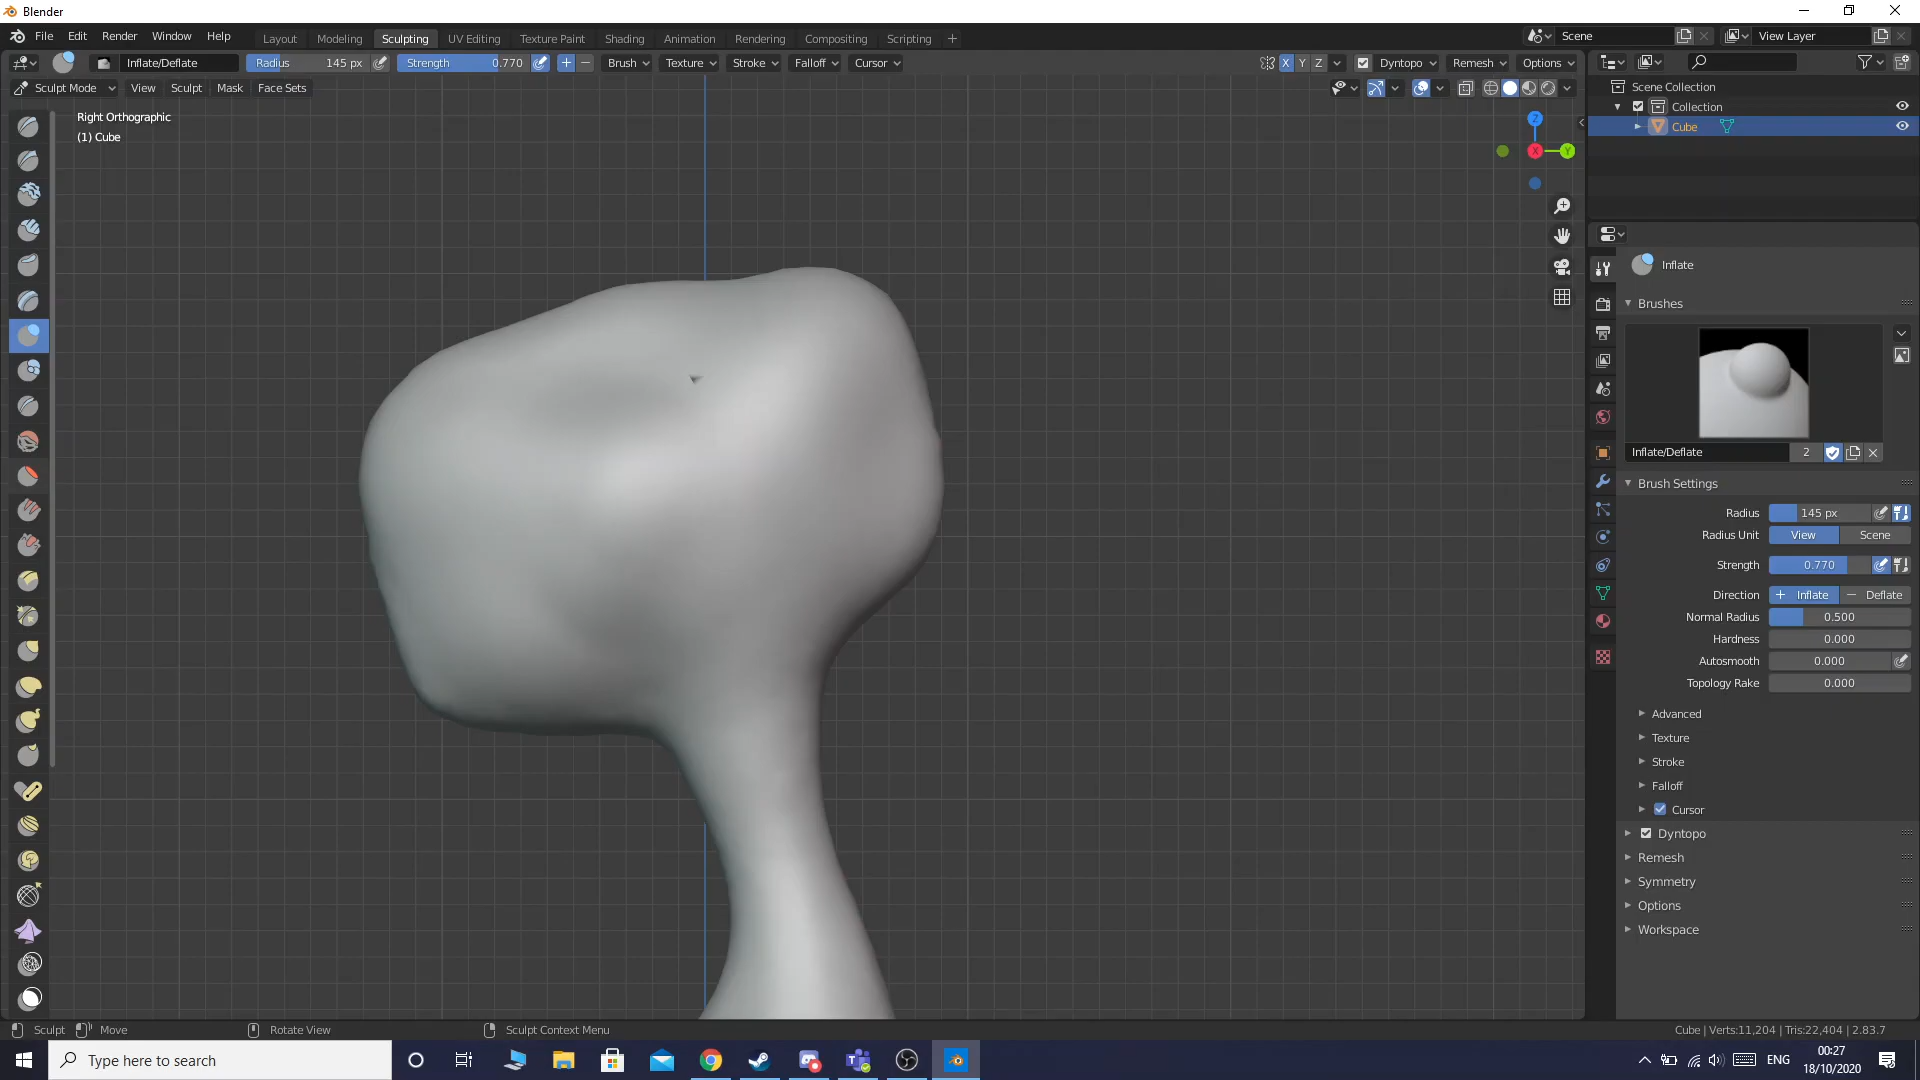 Blender
File Edit Render Window Help
Layout Modeling Sculpting UV Editing Texture Paint Shading Animation Rendering Compositing Scripting +
Scene
View Layer
Inflate/Deflate
Radius 145 px
Strength 0.770
+ −
Brush Texture Stroke Falloff Cursor
X Y Z
Dyntopo Remesh Options
Sculpt Mode View Sculpt Mask Face Sets
Right Orthographic
(1) Cube
Z
X
Y
Scene Collection
Collection
Cube
Inflate
Brushes
Inflate/Deflate 2
Brush Settings
Radius 145 px
Radius Unit View Scene
Strength 0.770
Direction + Inflate − Deflate
Normal Radius 0.500
Hardness 0.000
Autosmooth 0.000
Topology Rake 0.000
Advanced
Texture
Stroke
Falloff
Cursor
Dyntopo
Remesh
Symmetry
Options
Workspace
Sculpt Move Rotate View Sculpt Context Menu
Cube | Verts:11,204 | Tris:22,404 | 2.83.7
Type here to search
ENG
00:27
18/10/2020